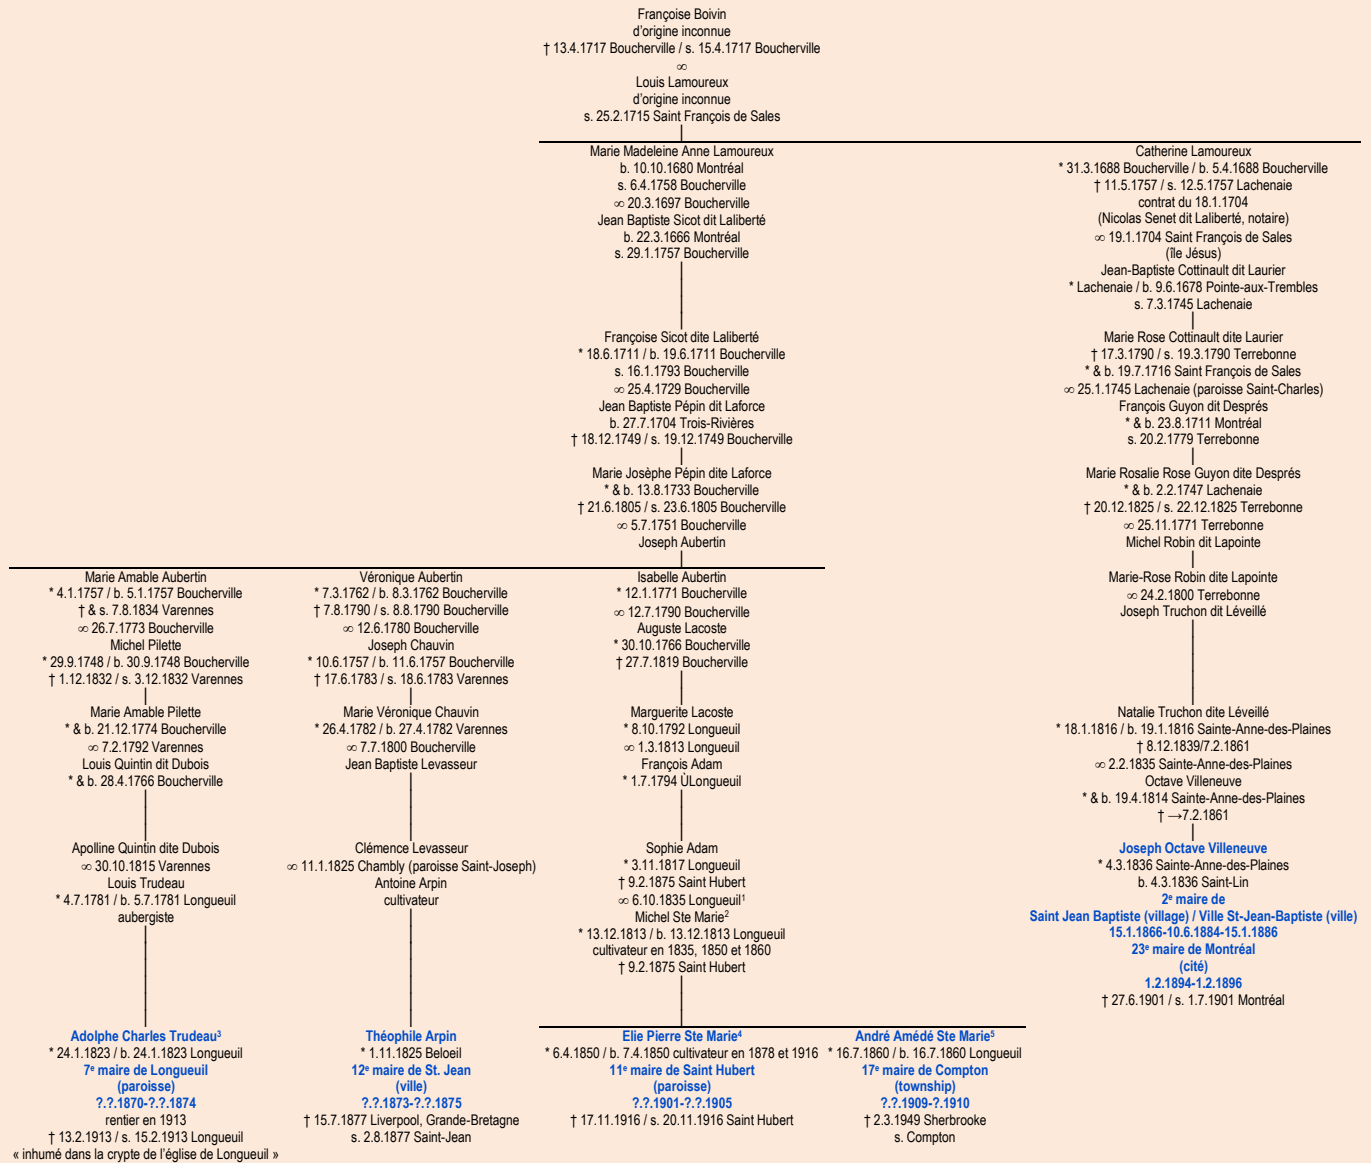 Françoise Boivin
d'origine inconnue
† 13.4.1717 Boucherville / s. 15.4.1717 Boucherville
∞
Louis Lamoureux
d'origine inconnue
s. 25.2.1715 Saint François de Sales
Marie Madeleine Anne Lamoureux
b. 10.10.1680 Montréal
s. 6.4.1758 Boucherville
∞ 20.3.1697 Boucherville
Jean Baptiste Sicot dit Laliberté
b. 22.3.1666 Montréal
s. 29.1.1757 Boucherville
Catherine Lamoureux
* 31.3.1688 Boucherville / b. 5.4.1688 Boucherville
† 11.5.1757 / s. 12.5.1757 Lachenaie
contrat du 18.1.1704
(Nicolas Senet dit Laliberté, notaire)
∞ 19.1.1704 Saint François de Sales
(île Jésus)
Jean-Baptiste Cottinault dit Laurier
* Lachenaie / b. 9.6.1678 Pointe-aux-Trembles
s. 7.3.1745 Lachenaie
Françoise Sicot dite Laliberté
* 18.6.1711 / b. 19.6.1711 Boucherville
s. 16.1.1793 Boucherville
∞ 25.4.1729 Boucherville
Jean Baptiste Pépin dit Laforce
b. 27.7.1704 Trois-Rivières
† 18.12.1749 / s. 19.12.1749 Boucherville
Marie Rose Cottinault dite Laurier
† 17.3.1790 / s. 19.3.1790 Terrebonne
* & b. 19.7.1716 Saint François de Sales
∞ 25.1.1745 Lachenaie (paroisse Saint-Charles)
François Guyon dit Després
* & b. 23.8.1711 Montréal
s. 20.2.1779 Terrebonne
Marie Josèphe Pépin dite Laforce
* & b. 13.8.1733 Boucherville
† 21.6.1805 / s. 23.6.1805 Boucherville
∞ 5.7.1751 Boucherville
Joseph Aubertin
Marie Rosalie Rose Guyon dite Després
* & b. 2.2.1747 Lachenaie
† 20.12.1825 / s. 22.12.1825 Terrebonne
∞ 25.11.1771 Terrebonne
Michel Robin dit Lapointe
Marie Amable Aubertin
* 4.1.1757 / b. 5.1.1757 Boucherville
† & s. 7.8.1834 Varennes
∞ 26.7.1773 Boucherville
Michel Pilette
* 29.9.1748 / b. 30.9.1748 Boucherville
† 1.12.1832 / s. 3.12.1832 Varennes
Véronique Aubertin
* 7.3.1762 / b. 8.3.1762 Boucherville
† 7.8.1790 / s. 8.8.1790 Boucherville
∞ 12.6.1780 Boucherville
Joseph Chauvin
* 10.6.1757 / b. 11.6.1757 Boucherville
† 17.6.1783 / s. 18.6.1783 Varennes
Isabelle Aubertin
* 12.1.1771 Boucherville
∞ 12.7.1790 Boucherville
Auguste Lacoste
* 30.10.1766 Boucherville
† 27.7.1819 Boucherville
Marie-Rose Robin dite Lapointe
∞ 24.2.1800 Terrebonne
Joseph Truchon dit Léveillé
Marie Amable Pilette
* & b. 21.12.1774 Boucherville
∞ 7.2.1792 Varennes
Louis Quintin dit Dubois
* & b. 28.4.1766 Boucherville
Marie Véronique Chauvin
* 26.4.1782 / b. 27.4.1782 Varennes
∞ 7.7.1800 Boucherville
Jean Baptiste Levasseur
Marguerite Lacoste
* 8.10.1792 Longueuil
∞ 1.3.1813 Longueuil
François Adam
* 1.7.1794 ÙLongueuil
Natalie Truchon dite Léveillé
* 18.1.1816 / b. 19.1.1816 Sainte-Anne-des-Plaines
† 8.12.1839/7.2.1861
∞ 2.2.1835 Sainte-Anne-des-Plaines
Octave Villeneuve
* & b. 19.4.1814 Sainte-Anne-des-Plaines
† →7.2.1861
Apolline Quintin dite Dubois
∞ 30.10.1815 Varennes
Louis Trudeau
* 4.7.1781 / b. 5.7.1781 Longueuil
aubergiste
Clémence Levasseur
∞ 11.1.1825 Chambly (paroisse Saint-Joseph)
Antoine Arpin
cultivateur
Sophie Adam
* 3.11.1817 Longueuil
† 9.2.1875 Saint Hubert
∞ 6.10.1835 Longueuil¹
Michel Ste Marie²
* 13.12.1813 / b. 13.12.1813 Longueuil
cultivateur en 1835, 1850 et 1860
† 9.2.1875 Saint Hubert
Joseph Octave Villeneuve
* 4.3.1836 Sainte-Anne-des-Plaines
b. 4.3.1836 Saint-Lin
2e maire de
Saint Jean Baptiste (village) / Ville St-Jean-Baptiste (ville)
15.1.1866-10.6.1884-15.1.1886
23e maire de Montréal
(cité)
1.2.1894-1.2.1896
† 27.6.1901 / s. 1.7.1901 Montréal
Adolphe Charles Trudeau³
* 24.1.1823 / b. 24.1.1823 Longueuil
7e maire de Longueuil
(paroisse)
?.?.1870-?.?.1874
rentier en 1913
† 13.2.1913 / s. 15.2.1913 Longueuil
« inhumé dans la crypte de l'église de Longueuil »
Théophile Arpin
* 1.11.1825 Beloeil
12e maire de St. Jean
(ville)
?.?.1873-?.?.1875
† 15.7.1877 Liverpool, Grande-Bretagne
s. 2.8.1877 Saint-Jean
Elie Pierre Ste Marie⁴
* 6.4.1850 / b. 7.4.1850 cultivateur en 1878 et 1916
11e maire de Saint Hubert
(paroisse)
?.?.1901-?.?.1905
† 17.11.1916 / s. 20.11.1916 Saint Hubert
André Amédé Ste Marie⁵
* 16.7.1860 / b. 16.7.1860 Longueuil
17e maire de Compton
(township)
?.?.1909-?.1910
† 2.3.1949 Sherbrooke
s. Compton